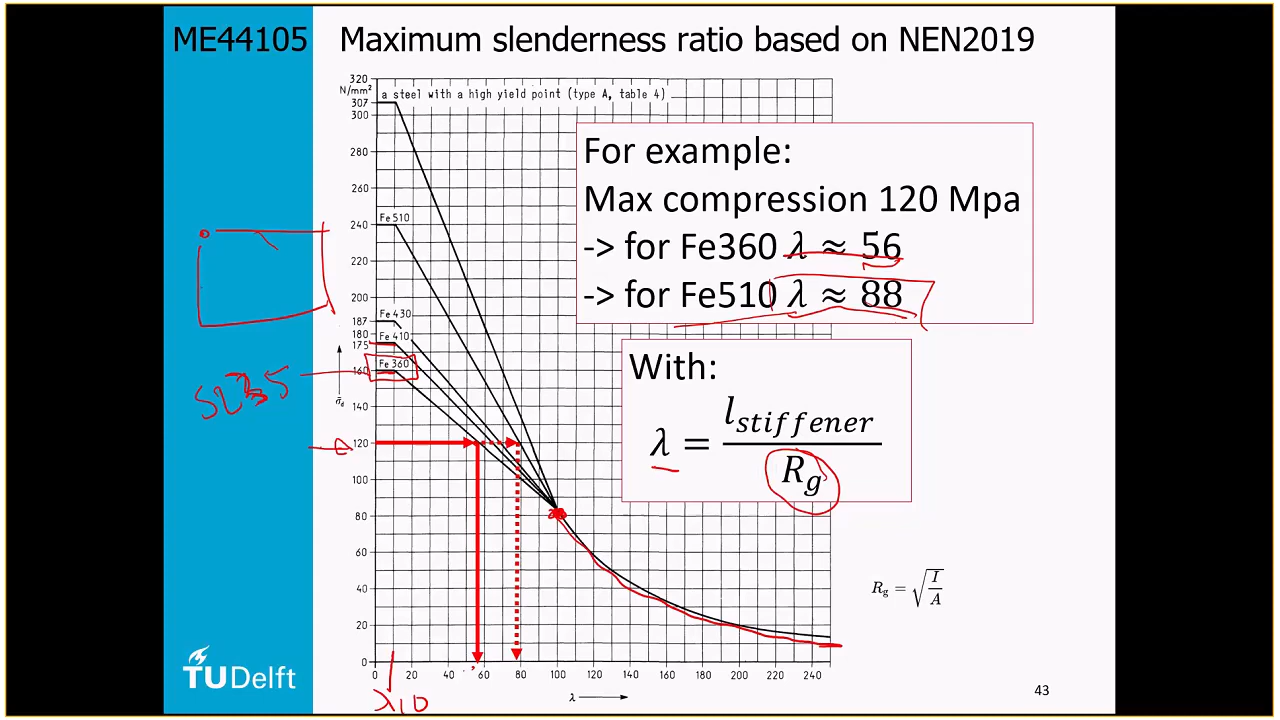 ME44105
Maximum slenderness ratio based on NEN2019
320
N/mm²
a steel with a high yield point (type A, table 4)
307
300
280
260
240
Fe 510
220
200
187
Fe 430
180
Fe 410
175
Fe 360
160
140
120
100
80
60
40
20
0
0 20 40 60 80 100 120 140 160 180 200 220 240
λ
For example:
Max compression 120 Mpa
-> for Fe360 λ ≈ 56
-> for Fe510 λ ≈ 88
With:
λ = l_stiffener / R_g
R_g = √(I/A)
S235
λ10
TUDelft
43